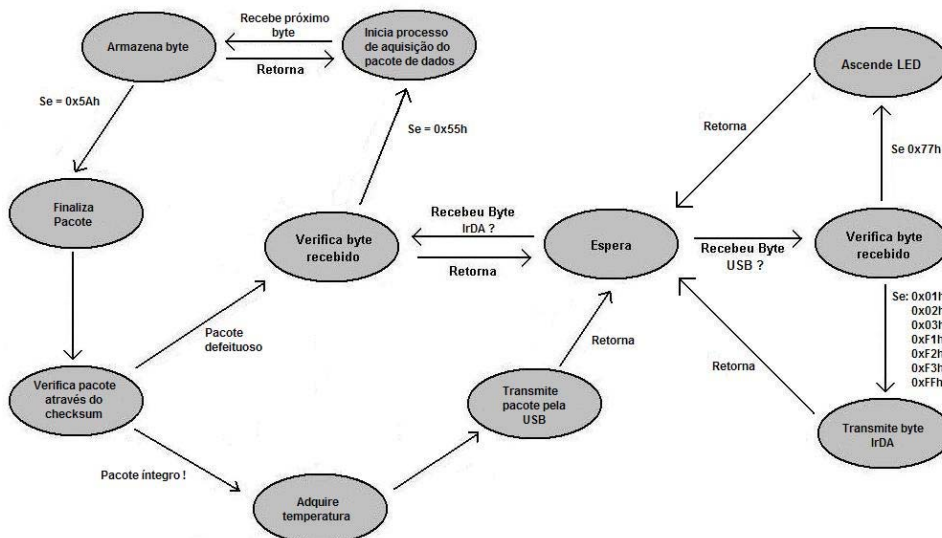 Recebe próximo
byte
Armazena byte
Retorna
Inicia processo
de aquisição do
pacote de dados
Ascende LED
Se = 0x5Ah
Se = 0x55h
Retorna
Se 0x77h
Finaliza
Pacote
Verifica byte
recebido
Recebeu Byte
IrDA ?
Retorna
Espera
Recebeu Byte
USB ?
Verifica byte
recebido
Se: 0x01h
0x02h
0x03h
0xF1h
0xF2h
0xF3h
0xFFh
Pacote
defeituoso
Retorna
Retorna
Verifica pacote
através do
checksum
Transmite
pacote pela
USB
Transmite byte
IrDA
Pacote íntegro !
Adquire
temperatura